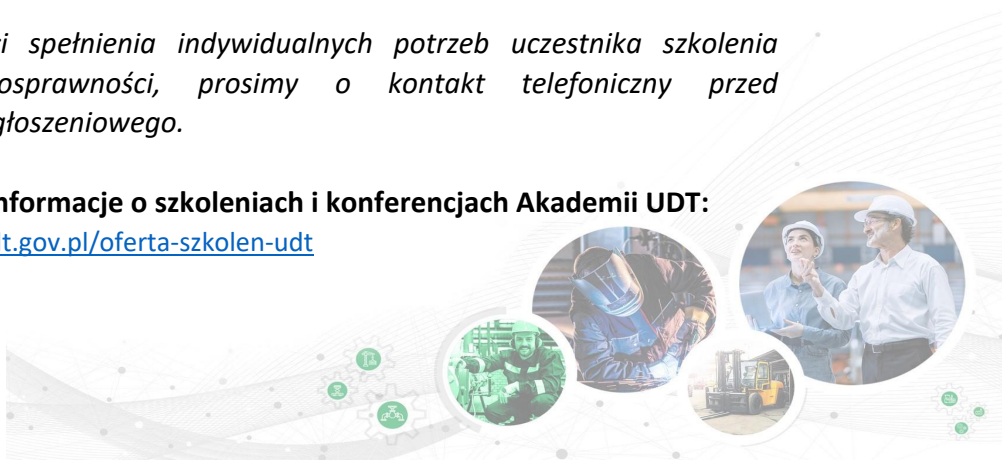 i spełnienia indywidualnych potrzeb uczestnika szkolenia
osprawności, prosimy o kontakt telefoniczny przed
głoszeniowego.
nformacje o szkoleniach i konferencjach Akademii UDT:
t.gov.pl/oferta-szkolen-udt